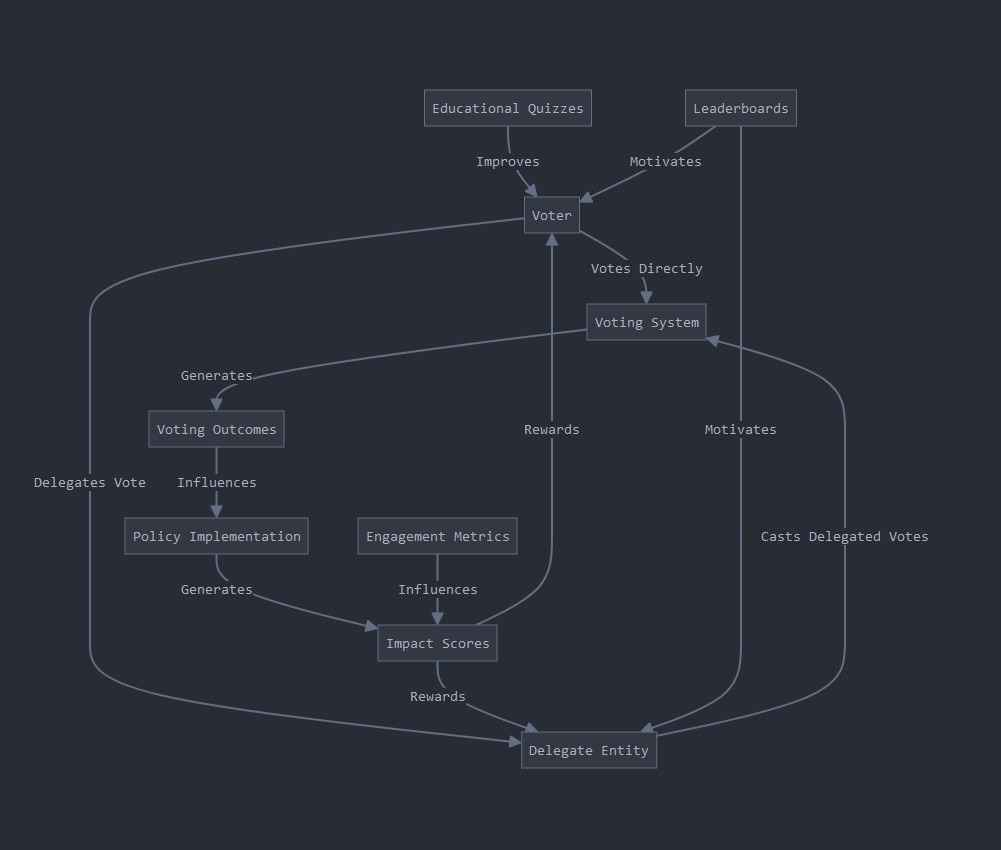 Educational Quizzes
Leaderboards
Improves
Motivates
Voter
Votes Directly
Voting System
Generates
Voting Outcomes
Rewards
Motivates
Delegates Vote
Influences
Policy Implementation
Engagement Metrics
Casts Delegated Votes
Generates
Influences
Impact Scores
Rewards
Delegate Entity